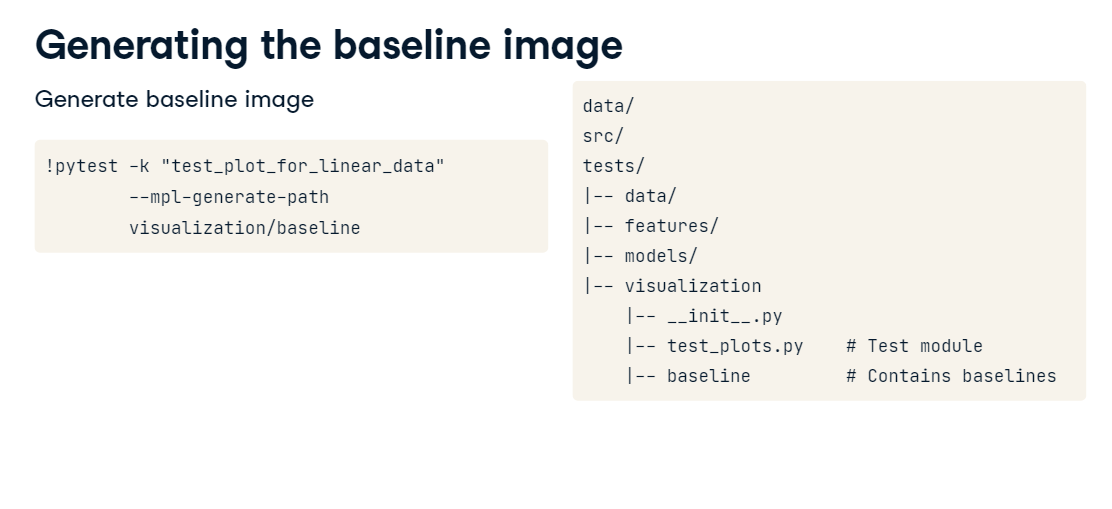 Generating the baseline image
Generate baseline image
!pytest -k "test_plot_for_linear_data"
        --mpl-generate-path
        visualization/baseline
data/
src/
tests/
|-- data/
|-- features/
|-- models/
|-- visualization
    |-- __init__.py
    |-- test_plots.py    # Test module
    |-- baseline         # Contains baselines